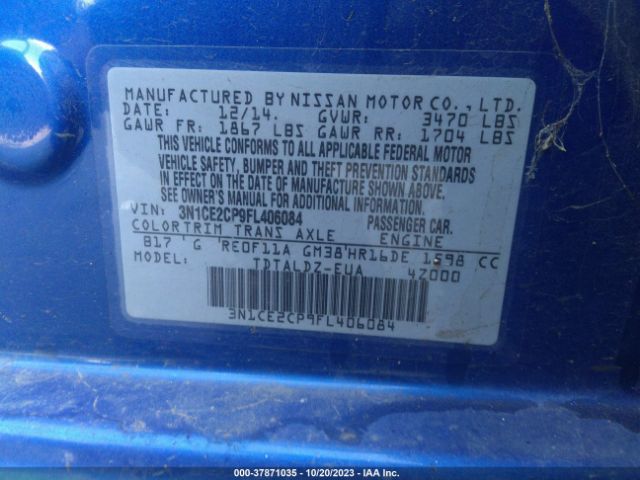 MANUFACTURED BY NISSAN MOTOR CO., LTD.
DATE: 12/14. GVWR: 3470 LBS
GAWR FR: 1867 LBS GAWR RR: 1704 LBS
THIS VEHICLE CONFORMS TO ALL APPLICABLE FEDERAL MOTOR
VEHICLE SAFETY, BUMPER AND THEFT PREVENTION STANDARDS
IN EFFECT ON THE DATE OF MANUFACTURE SHOWN ABOVE.
SEE OWNER'S MANUAL FOR ADDITIONAL INFORMATION.
VIN: 3N1CE2CP9FL406084 PASSENGER CAR.
COLOR TRIM TRANS AXLE ENGINE
B17 G RE0F11A GM38 HR16DE 1598 CC
TDTALDZ-EUA 4Z000
3N1CE2CP9FL406084
000-37871035 | 10/20/2023 | IAA Inc.